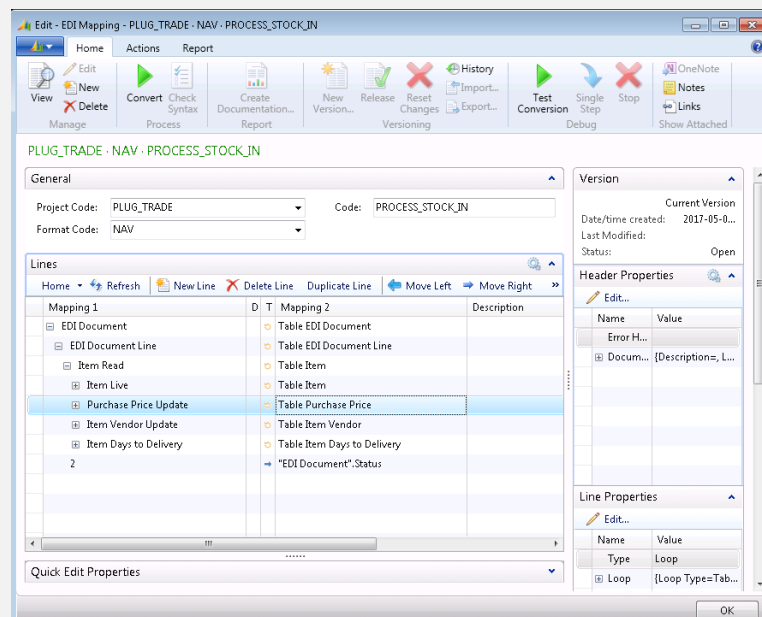 Edit - EDI Mapping - PLUG_TRADE · NAV · PROCESS_STOCK_IN
Home Actions Report
View
Edit
New
Delete
Manage
Convert
Check Syntax
Process
Create Documentation...
Report
New Version...
Release
Reset Changes
History
Import...
Export...
Versioning
Test Conversion
Single Step
Stop
Debug
OneNote
Notes
Links
Show Attached
PLUG_TRADE · NAV · PROCESS_STOCK_IN
General
Project Code: PLUG_TRADE Code: PROCESS_STOCK_IN
Format Code: NAV
Lines
Home Refresh New Line Delete Line Duplicate Line Move Left Move Right »
Mapping 1 D T Mapping 2 Description
EDI Document Table EDI Document
EDI Document Line Table EDI Document Line
Item Read Table Item
Item Live Table Item
Purchase Price Update Table Purchase Price
Item Vendor Update Table Item Vendor
Item Days to Delivery Table Item Days to Delivery
2 "EDI Document".Status
Quick Edit Properties
Version
Current Version
Date/time created: 2017-05-0...
Last Modified:
Status: Open
Header Properties
Edit...
Name Value
Error H...
Docum... {Description=, L...
Line Properties
Edit...
Name Value
Type Loop
Loop {Loop Type=Tab...
OK